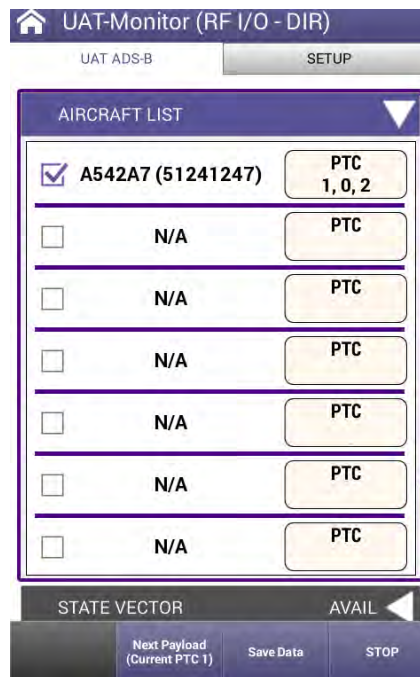 UAT-Monitor (RF I/O - DIR)
UAT ADS-B SETUP
AIRCRAFT LIST
A542A7 (51241247) PTC
1, 0, 2
N/A PTC
N/A PTC
N/A PTC
N/A PTC
N/A PTC
N/A PTC
STATE VECTOR AVAIL
Next Payload
(Current PTC 1) Save Data STOP